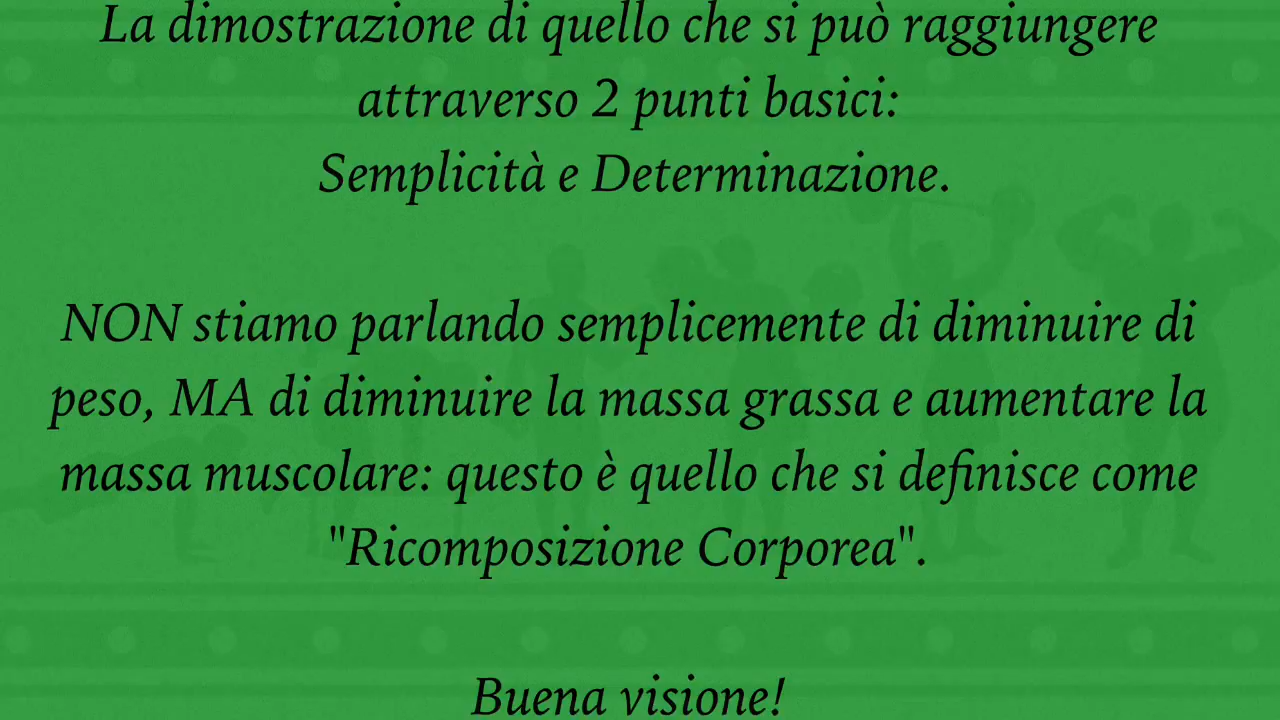 La dimostrazione di quello che si può raggiungere
attraverso 2 punti basici:
Semplicità e Determinazione.
NON stiamo parlando semplicemente di diminuire di
peso, MA di diminuire la massa grassa e aumentare la
massa muscolare: questo è quello che si definisce come
"Ricomposizione Corporea".
Buena visione!